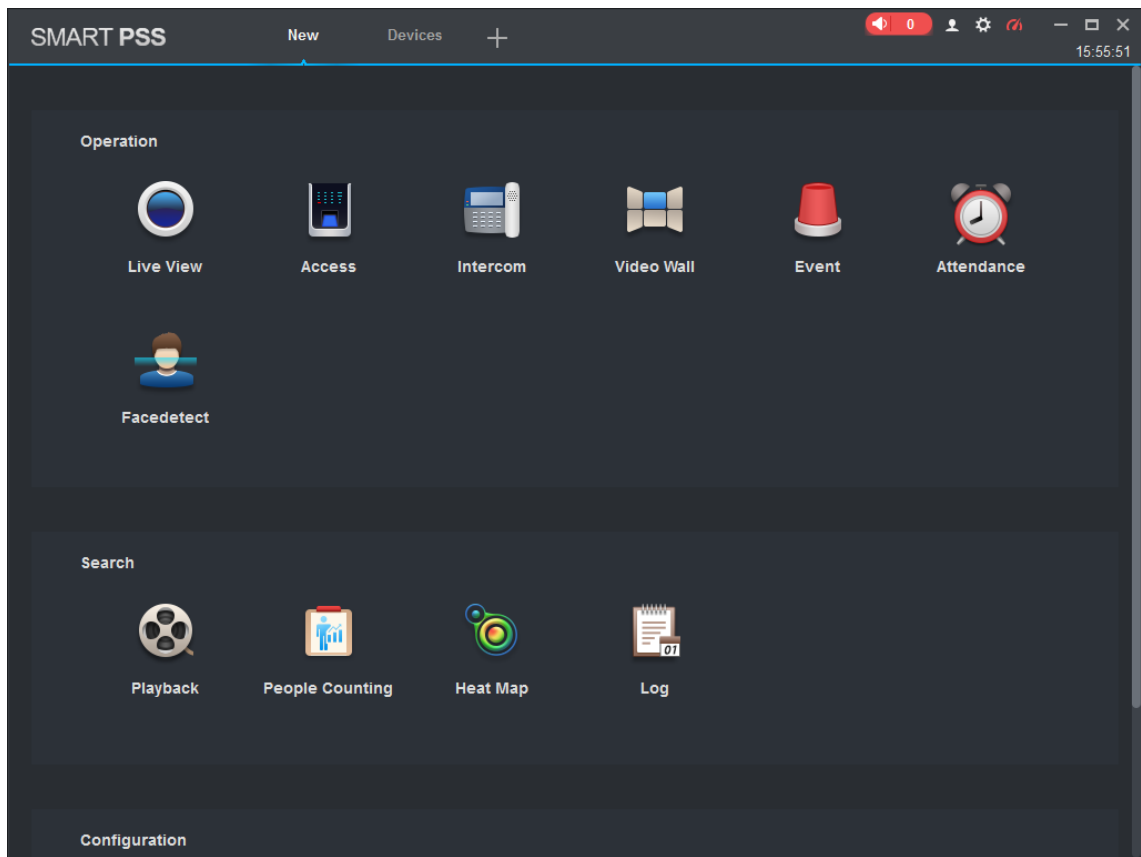 SMART PSS New Devices 0
15:55:51
Operation
Live View Access Intercom Video Wall Event Attendance
Facedetect
Search
01
Playback People Counting Heat Map Log
Configuration